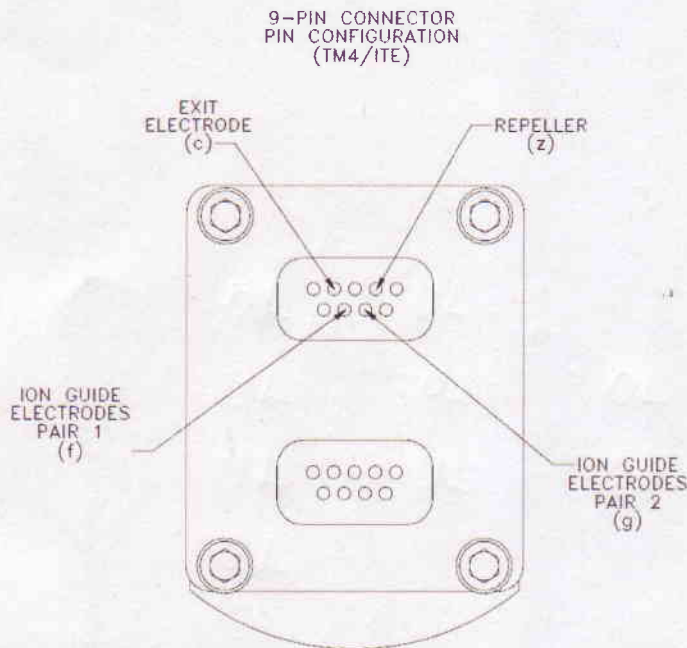 9-PIN CONNECTOR
PIN CONFIGURATION
(TM4/ITE)
EXIT
ELECTRODE
(c)
REPELLER
(z)
ION GUIDE
ELECTRODES
PAIR 1
(f)
ION GUIDE
ELECTRODES
PAIR 2
(g)